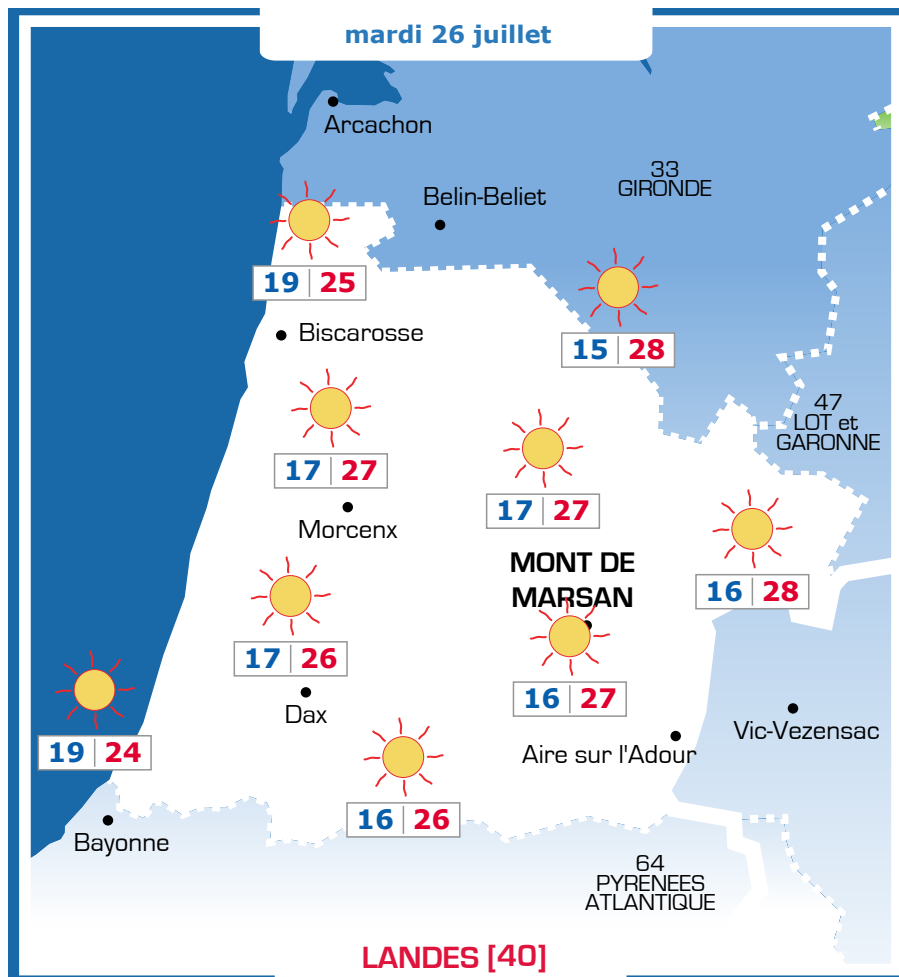 mardi 26 juillet
Arcachon
33
GIRONDE
Belin-Beliet
19 25
Biscarosse
15 28
47
LOT et
GARONNE
17 27
17 27
Morcenx
MONT DE
MARSAN
16 28
17 26
16 27
Dax
Vic-Vezensac
Aire sur l'Adour
19 24
16 26
Bayonne
64
PYRENEES
ATLANTIQUE
LANDES [40]